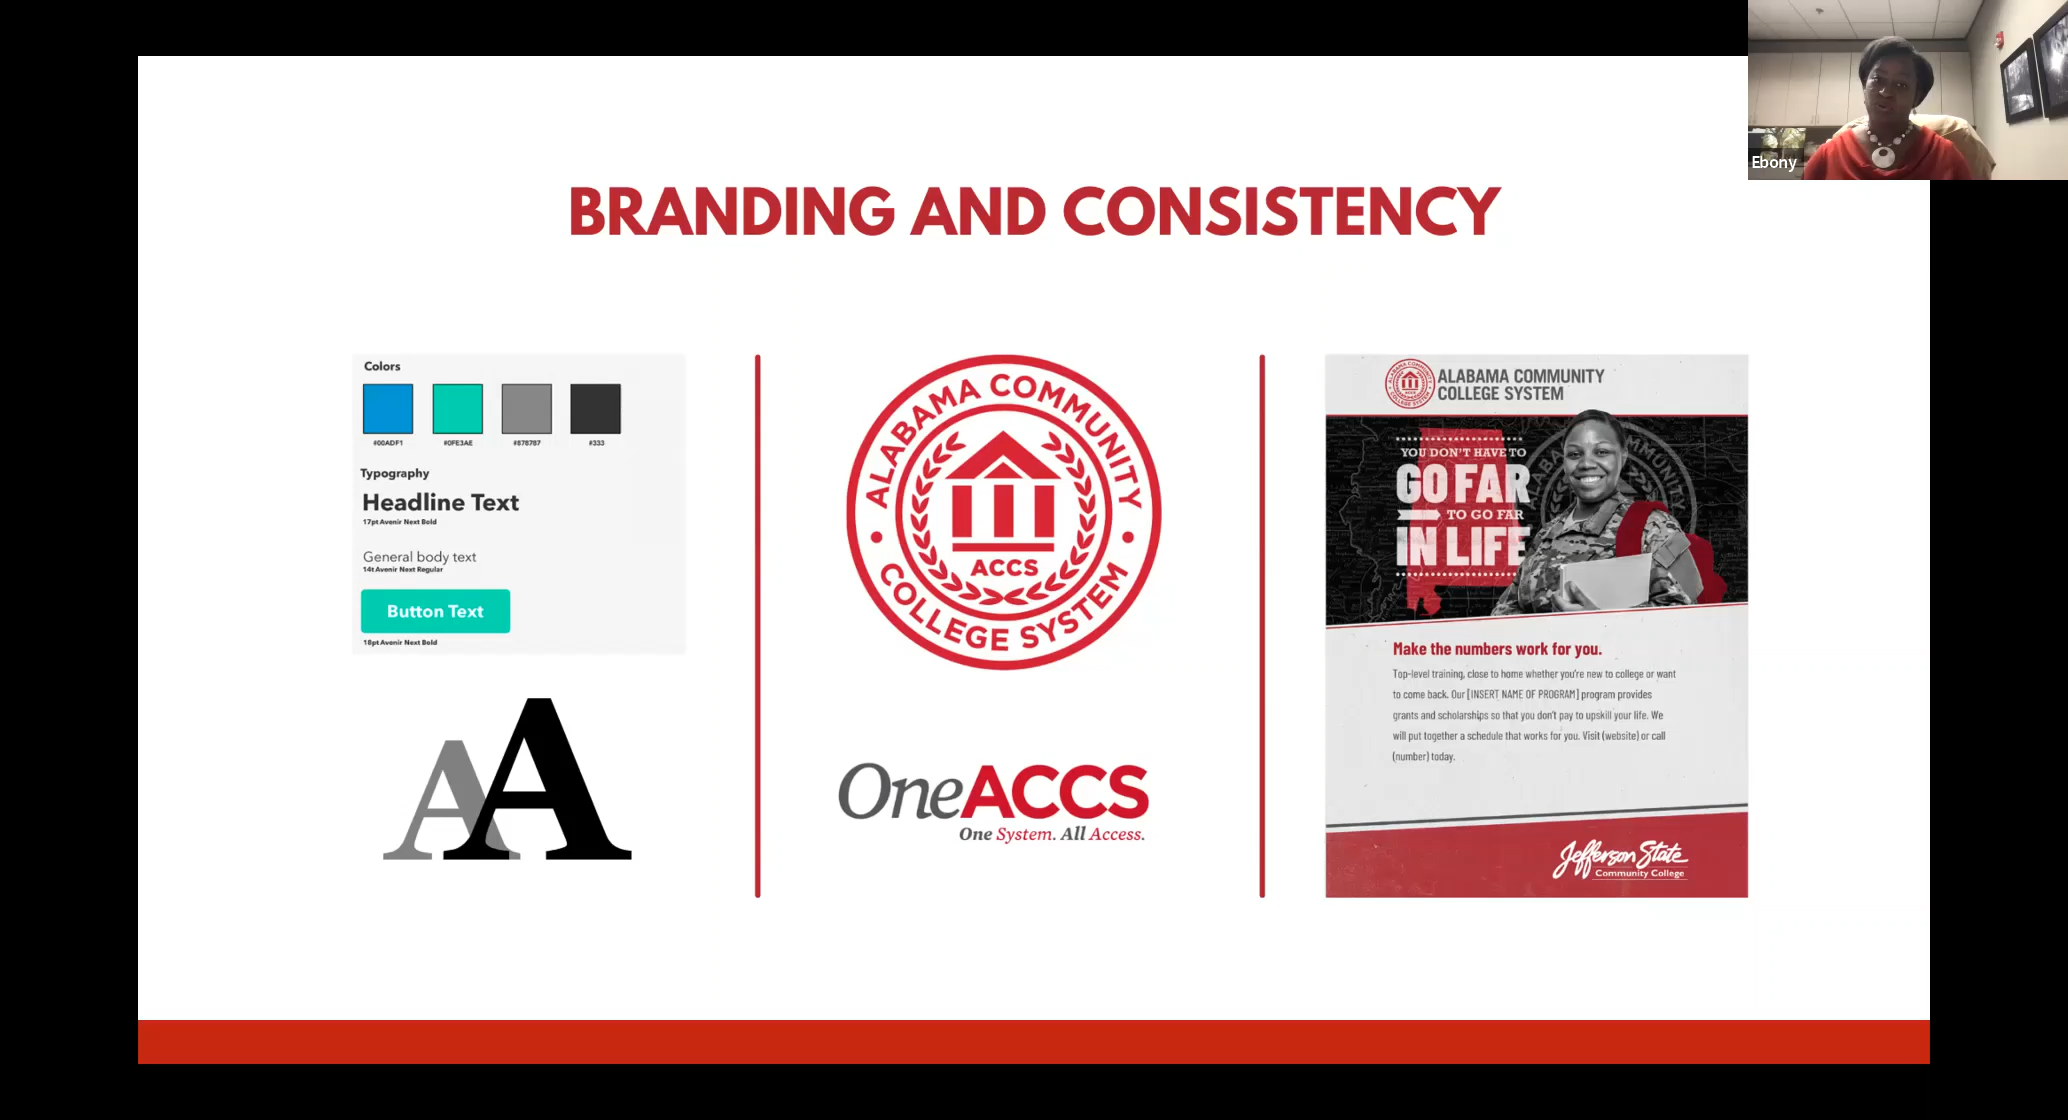 Ebony
BRANDING AND CONSISTENCY
Colors
#00ADF1 #0FE3AE #878787 #333
Typography
Headline Text
17pt Avenir Next Bold
General body text
14t Avenir Next Regular
Button Text
18pt Avenir Next Bold
AA
ALABAMA COMMUNITY
COLLEGE SYSTEM
ACCS
OneACCS
One System. All Access.
ALABAMA COMMUNITY
COLLEGE SYSTEM
YOU DON'T HAVE TO
GO FAR
TO GO FAR
IN LIFE
Make the numbers work for you.
Top-level training, close to home whether you're new to college or want
to come back. Our [INSERT NAME OF PROGRAM] program provides
grants and scholarships so that you don't pay to upskill your life. We
will put together a schedule that works for you. Visit (website) or call
(number) today.
Jefferson State
Community College